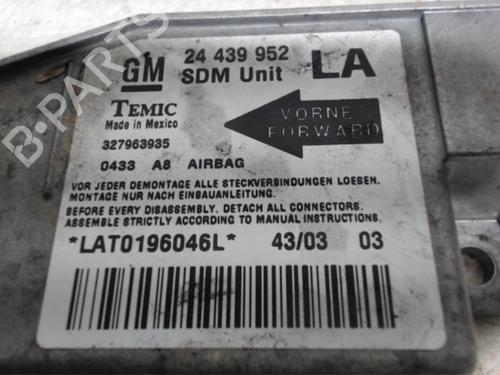 GM 24 439 952 LA
SDM Unit
TEMIC
Made in Mexico
VORNE
FORWARD
327963935
0433 A8 AIRBAG
VOR JEDER DEMONTAGE ALLE STECKVERBINDUNGEN LOESEN.
MONTAGE NUR NACH EINBAUANLEITUNG.
BEFORE EVERY DISASSEMBLY, DETACH ALL CONNECTORS.
ASSEMBLE STRICTLY ACCORDING TO MANUAL INSTRUCTIONS.
*LAT0196046L* 43/03 03
B-PARTS